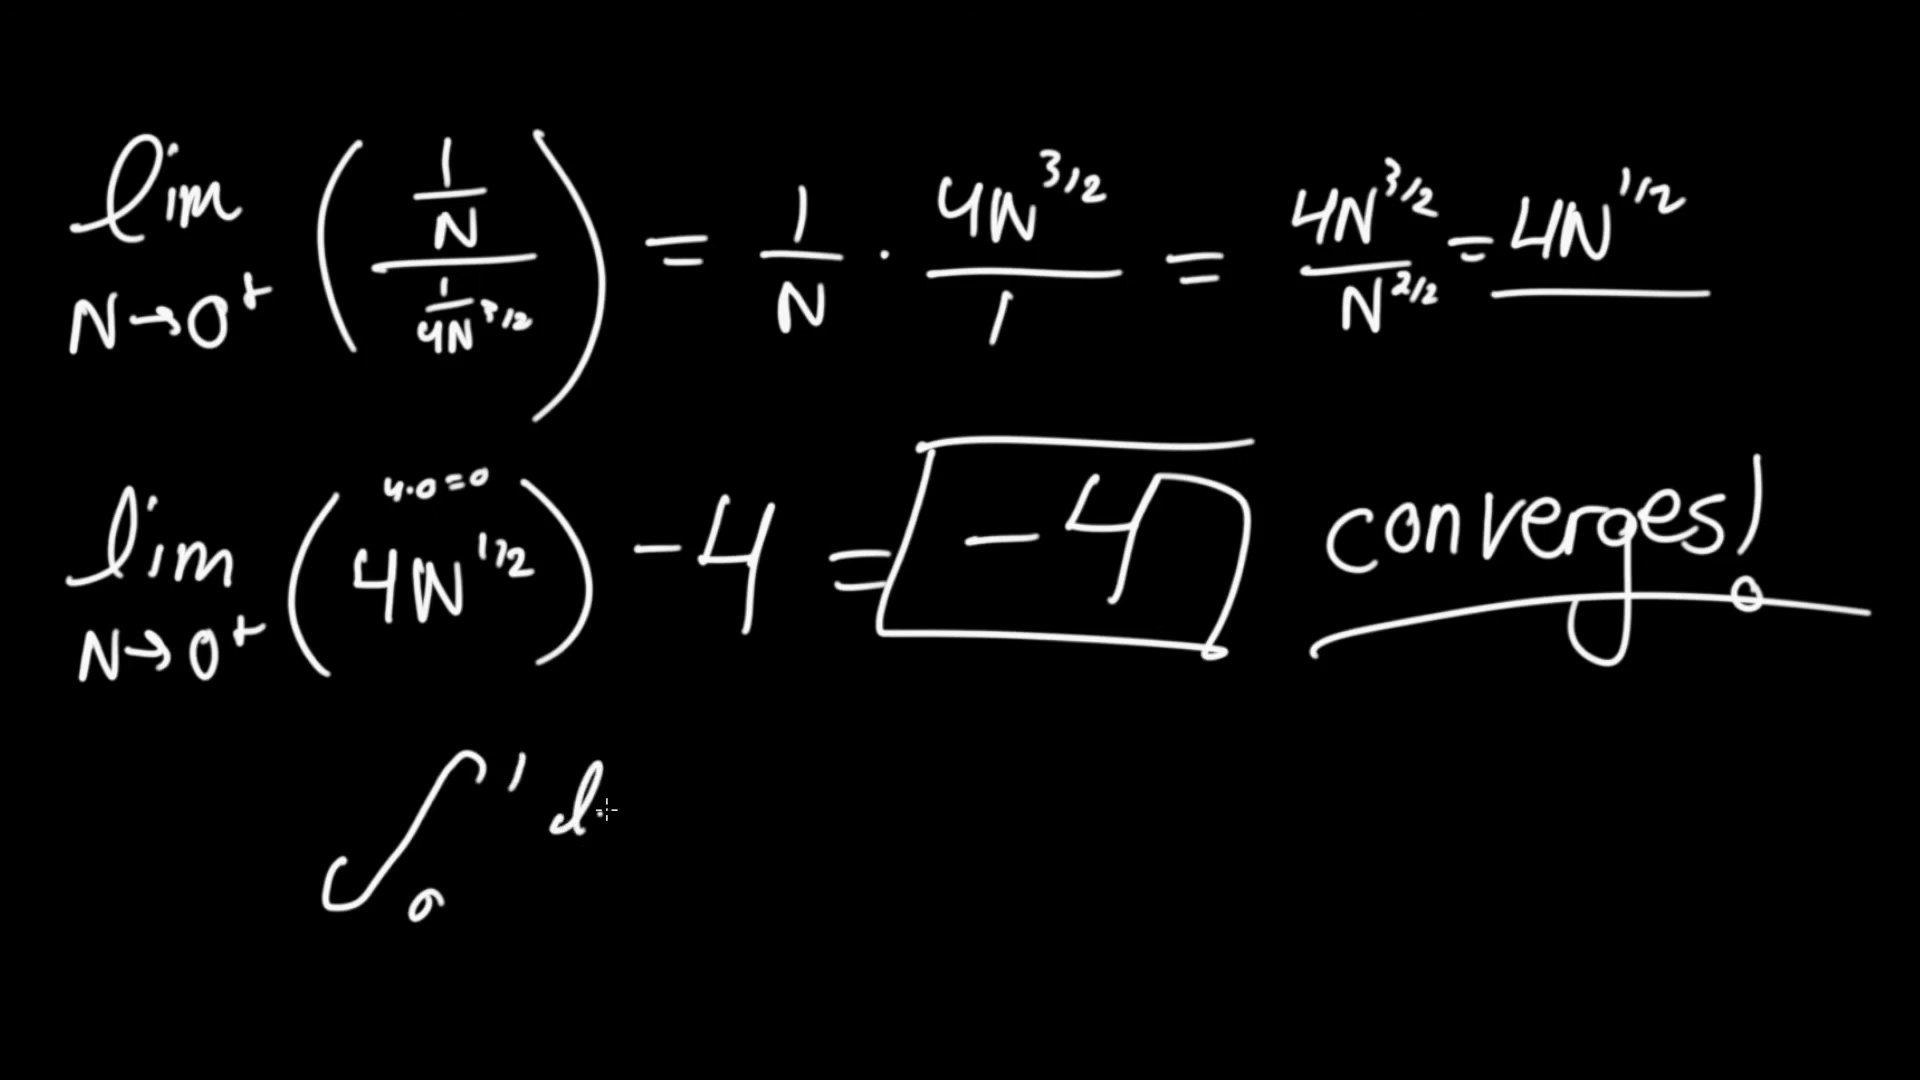 lim N→0⁺ ( (1/N) / (1/(4N^(3/2))) ) = 1/N · 4N^(3/2)/1 = 4N^(3/2)/N^(2/2) = 4N^(1/2)
4·0=0
lim N→0⁺ ( 4N^(1/2) ) - 4 = -4 converges!
∫₀¹ d